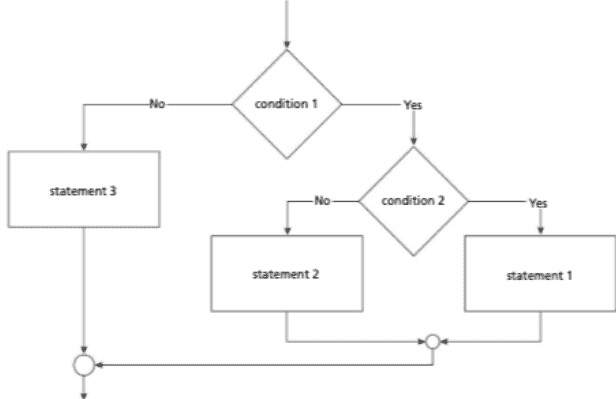 condition 1
No
Yes
statement 3
condition 2
No
Yes
statement 2
statement 1